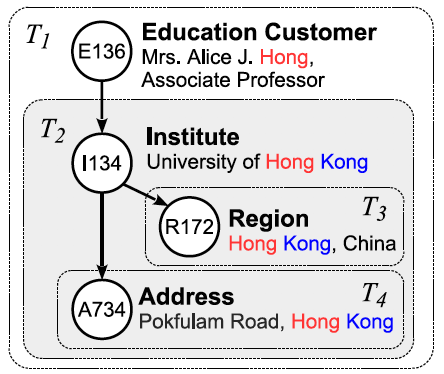 T1
E136
Education Customer
Mrs. Alice J. Hong,
Associate Professor
T2
I134
Institute
University of Hong Kong
T3
R172
Region
Hong Kong, China
T4
A734
Address
Pokfulam Road, Hong Kong